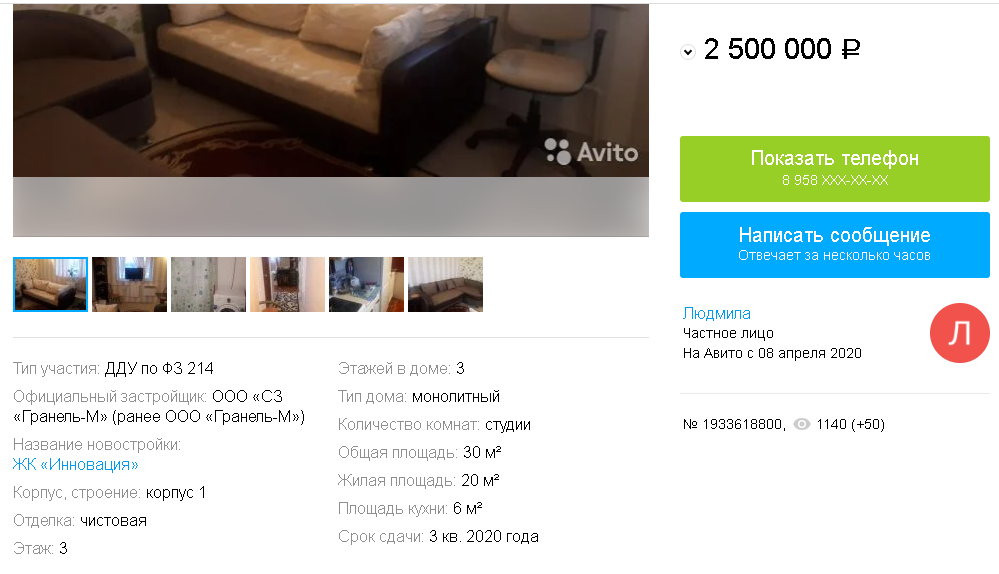 Avito
2 500 000 ₽
Показать телефон
8 958 XXX-XX-XX
Написать сообщение
Отвечает за несколько часов
Людмила
Частное лицо
На Авито с 08 апреля 2020
Л
№ 1933618800, 1140 (+50)
Тип участия: ДДУ по ФЗ 214
Официальный застройщик: ООО «СЗ
«Гранель-М» (ранее ООО «Гранель-М»)
Название новостройки:
ЖК «Инновация»
Корпус, строение: корпус 1
Отделка: чистовая
Этаж: 3
Этажей в доме: 3
Тип дома: монолитный
Количество комнат: студии
Общая площадь: 30 м²
Жилая площадь: 20 м²
Площадь кухни: 6 м²
Срок сдачи: 3 кв. 2020 года